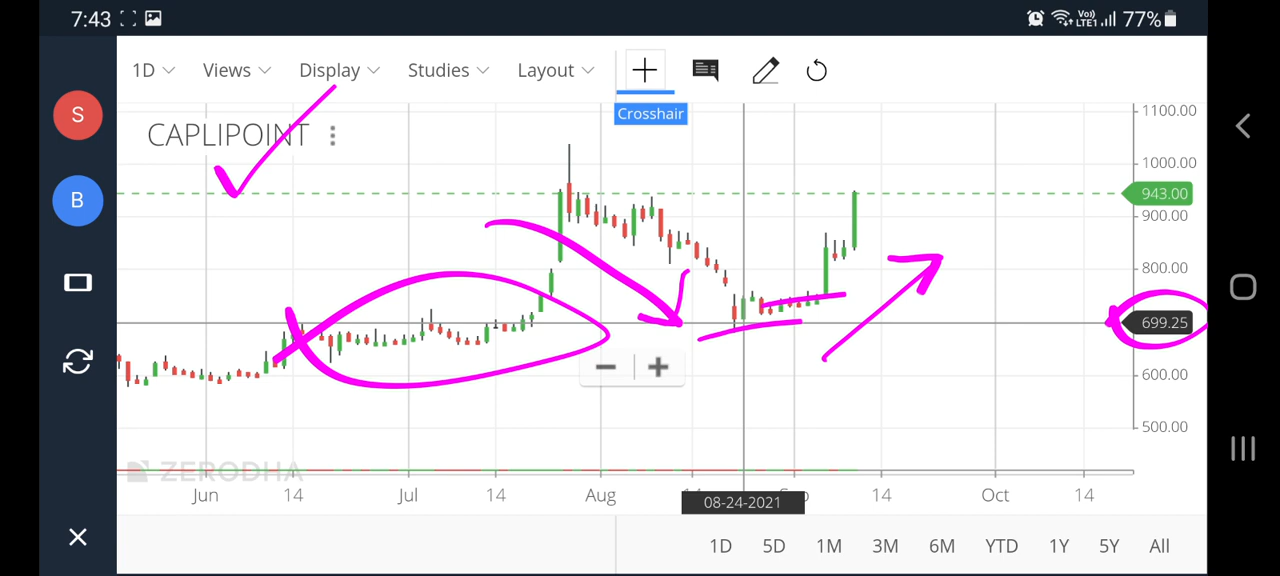 7:43 Vo) LTE1 77%
1D Views Display Studies Layout
Crosshair
S
CAPLIPOINT
B
1100.00
1000.00
943.00
900.00
800.00
699.25
600.00
500.00
ZERODHA
Jun 14 Jul 14 Aug 14 Oct 14
08-24-2021
1D 5D 1M 3M 6M YTD 1Y 5Y All